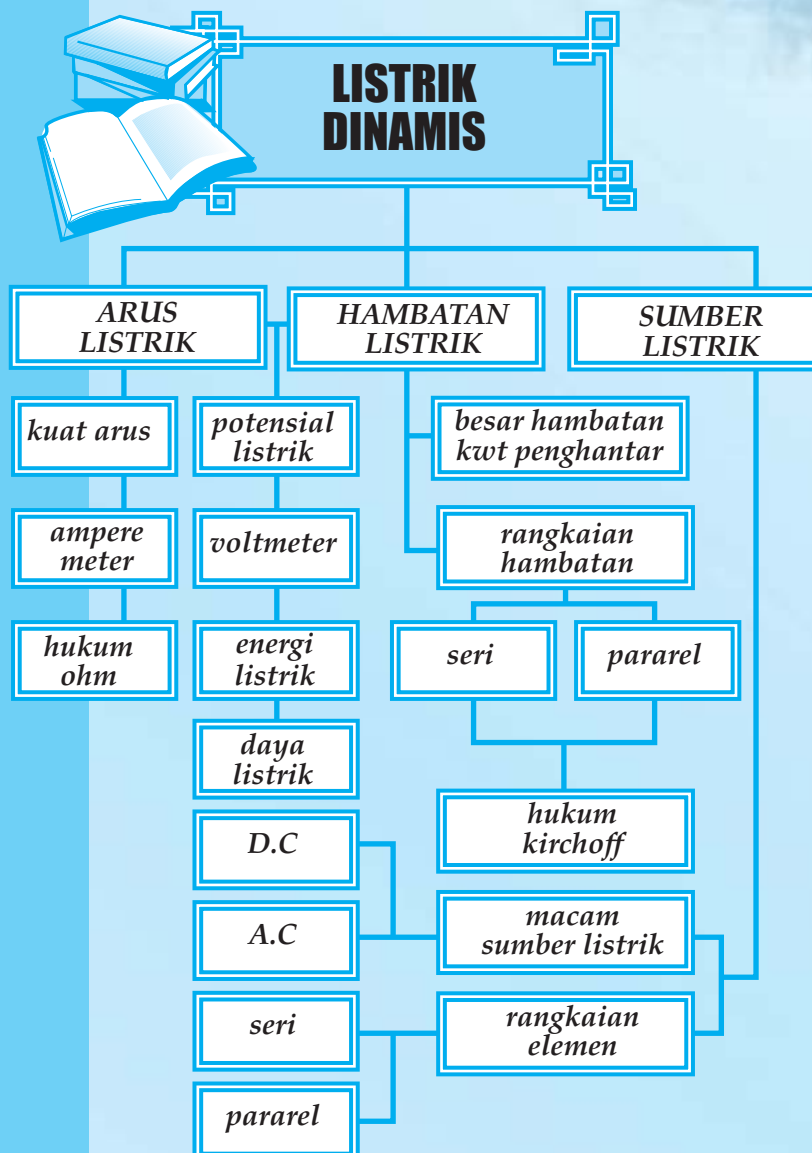 LISTRIK
DINAMIS
ARUS
LISTRIK
HAMBATAN
LISTRIK
SUMBER
LISTRIK
kuat arus
potensial
listrik
besar hambatan
kwt penghantar
ampere
meter
voltmeter
rangkaian
hambatan
hukum
ohm
energi
listrik
seri
pararel
daya
listrik
hukum
kirchoff
D.C
A.C
macam
sumber listrik
seri
rangkaian
elemen
pararel